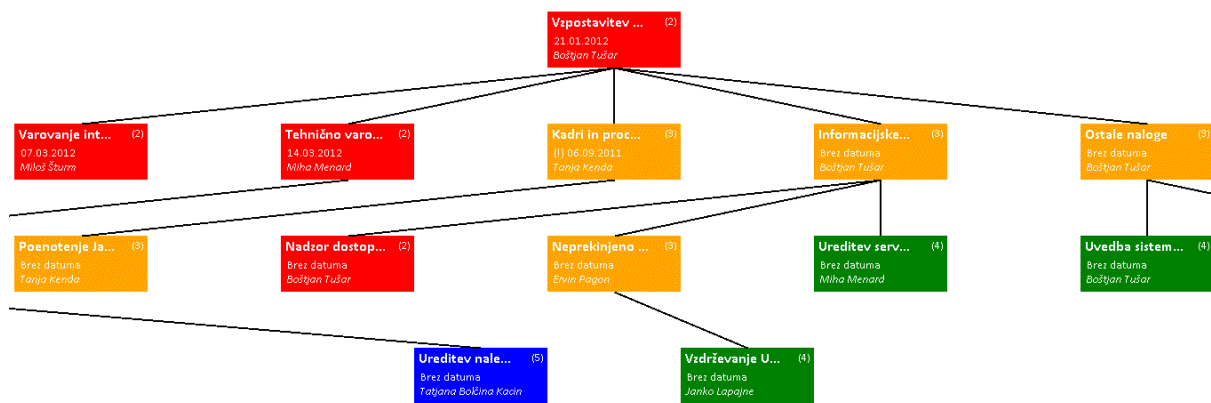 Vzpostavitev ... (2)
21.01.2012
Boštjan Tušar
Varovanje int... (2)
07.03.2012
Miloš Šturm
Tehnično varo... (2)
14.03.2012
Miha Menard
Kadri in proc... (3)
(!) 06.09.2011
Tanja Kenda
Informacijske... (3)
Brez datuma
Boštjan Tušar
Ostale naloge (3)
Brez datuma
Boštjan Tušar
Poenotenje Ja... (3)
Brez datuma
Tanja Kenda
Nadzor dostop... (2)
Brez datuma
Boštjan Tušar
Neprekinjeno ... (3)
Brez datuma
Ervin Pagon
Ureditev serv... (4)
Brez datuma
Miha Menard
Uvedba sistem... (4)
Brez datuma
Boštjan Tušar
Ureditev nale... (5)
Brez datuma
Tatjana Bolčina Kacin
Vzdrževanje U... (4)
Brez datuma
Janko Lapajne